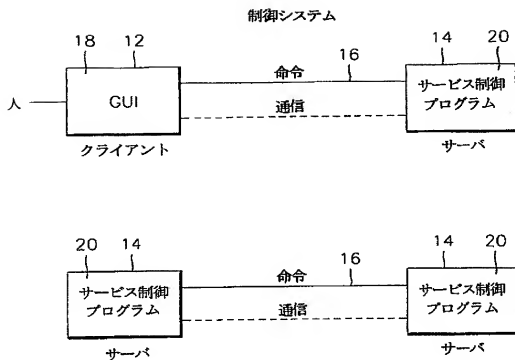 制御システム
18 12 16 14 20
命令
人 GUI サービス制御
プログラム
通信
クライアント サーバ
20 14 16 14 20
命令
サービス制御 サービス制御
プログラム プログラム
通信
サーバ サーバ